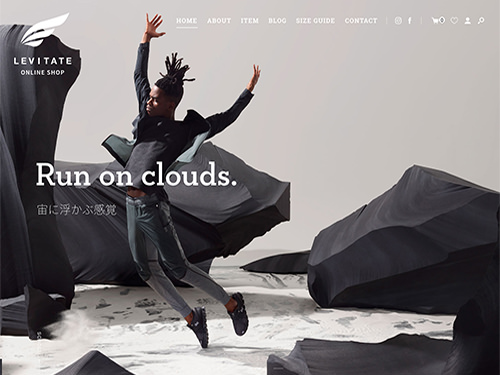 HOME ABOUT ITEM BLOG SIZE GUIDE CONTACT 0
LEVITATE
ONLINE SHOP
Run on clouds.
宙に浮かぶ感覚